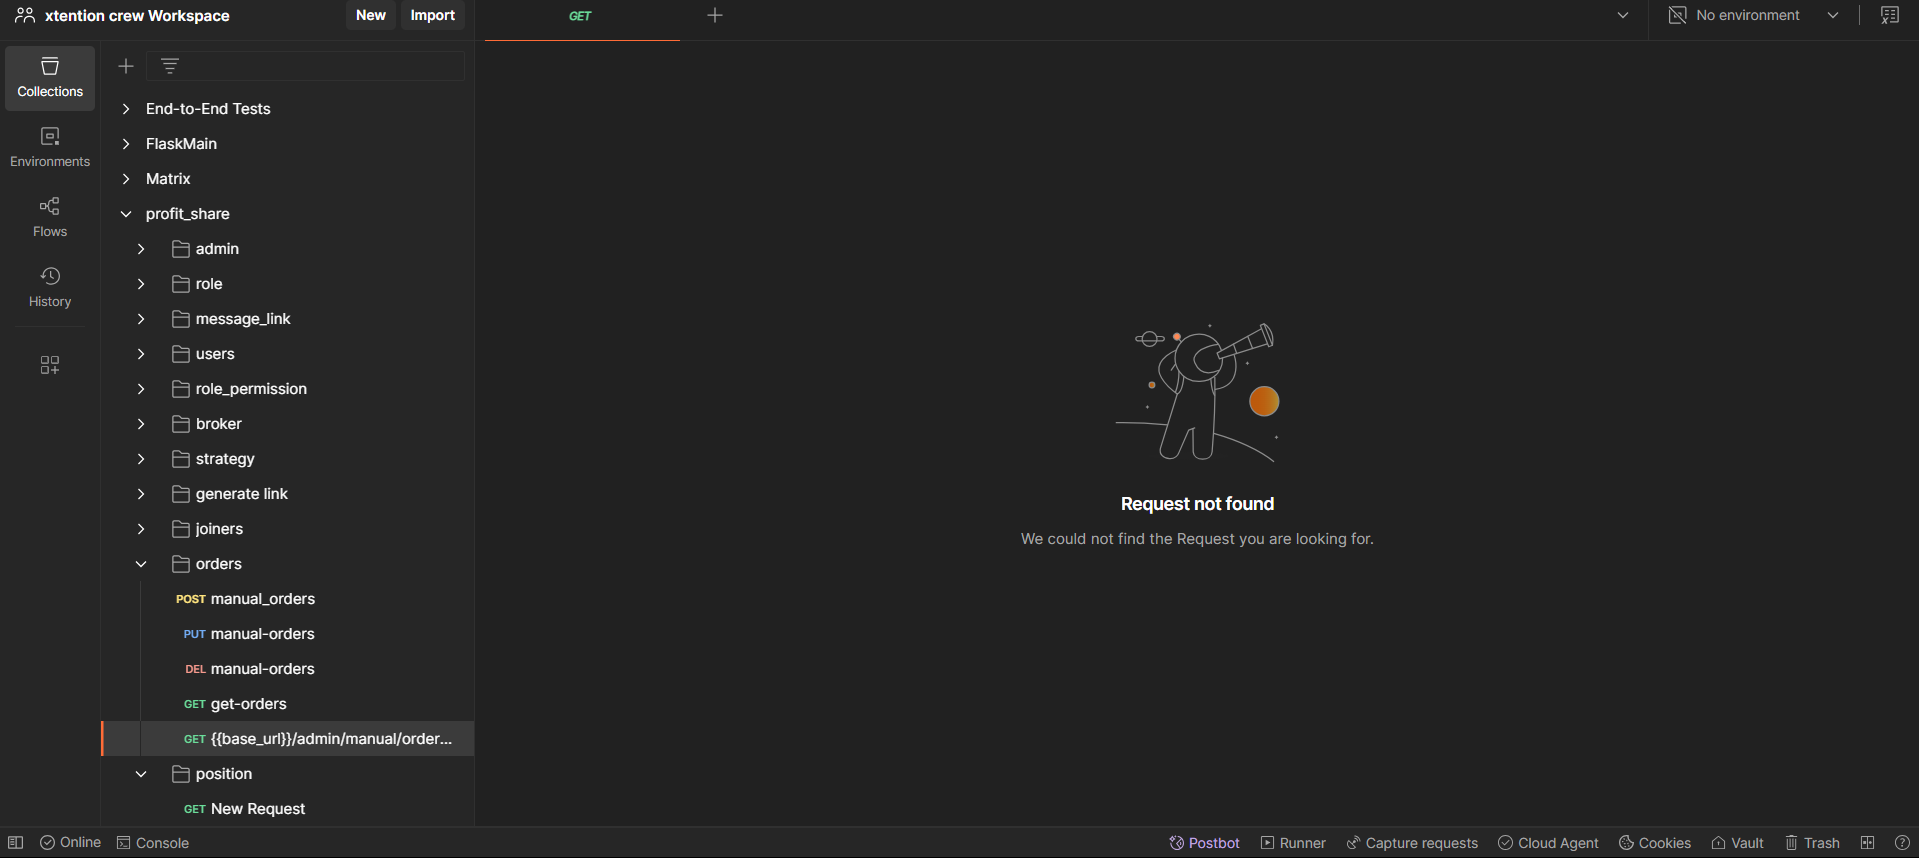 xtention crew Workspace
New
Import
GET
No environment
Collections
Environments
Flows
History
End-to-End Tests
FlaskMain
Matrix
profit_share
admin
role
message_link
users
role_permission
broker
strategy
generate link
joiners
orders
POST manual_orders
PUT manual-orders
DEL manual-orders
GET get-orders
GET {{base_url}}/admin/manual/order...
position
GET New Request
Request not found
We could not find the Request you are looking for.
Online
Console
Postbot
Runner
Capture requests
Cloud Agent
Cookies
Vault
Trash